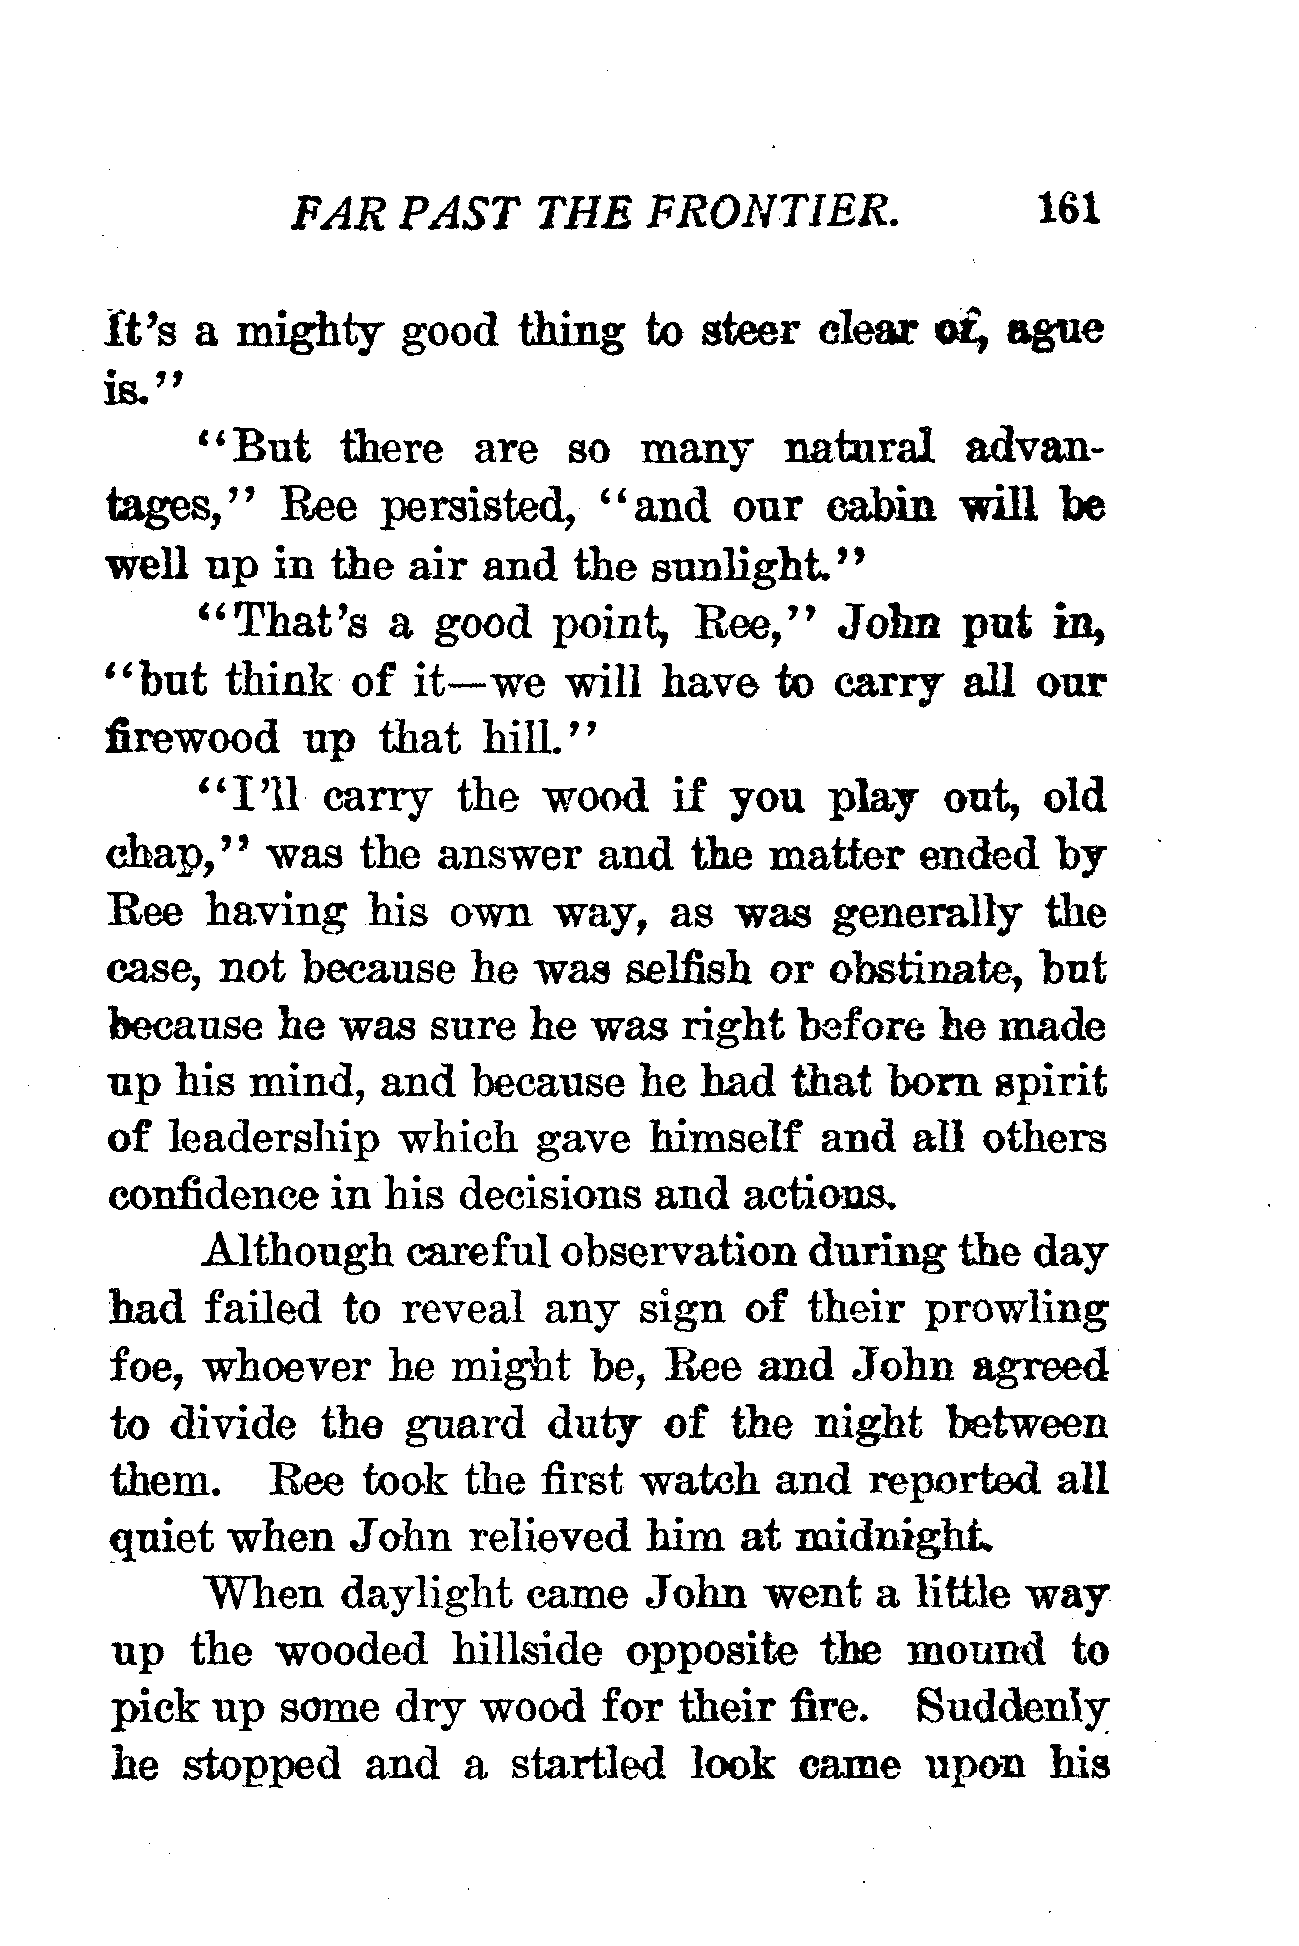 FAR PAST THE FRONTIER. 161
It's a mighty good thing to steer clear of, ague
is."
"But there are so many natural advan-
tages," Ree persisted, "and our cabin will be
well up in the air and the sunlight."
"That's a good point, Ree," John put in,
"but think of it—we will have to carry all our
firewood up that hill."
"I'll carry the wood if you play out, old
chap," was the answer and the matter ended by
Ree having his own way, as was generally the
case, not because he was selfish or obstinate, but
because he was sure he was right before he made
up his mind, and because he had that born spirit
of leadership which gave himself and all others
confidence in his decisions and actions.
Although careful observation during the day
had failed to reveal any sign of their prowling
foe, whoever he might be, Ree and John agreed
to divide the guard duty of the night between
them. Ree took the first watch and reported all
quiet when John relieved him at midnight.
When daylight came John went a little way
up the wooded hillside opposite the mound to
pick up some dry wood for their fire. Suddenly
he stopped and a startled look came upon his